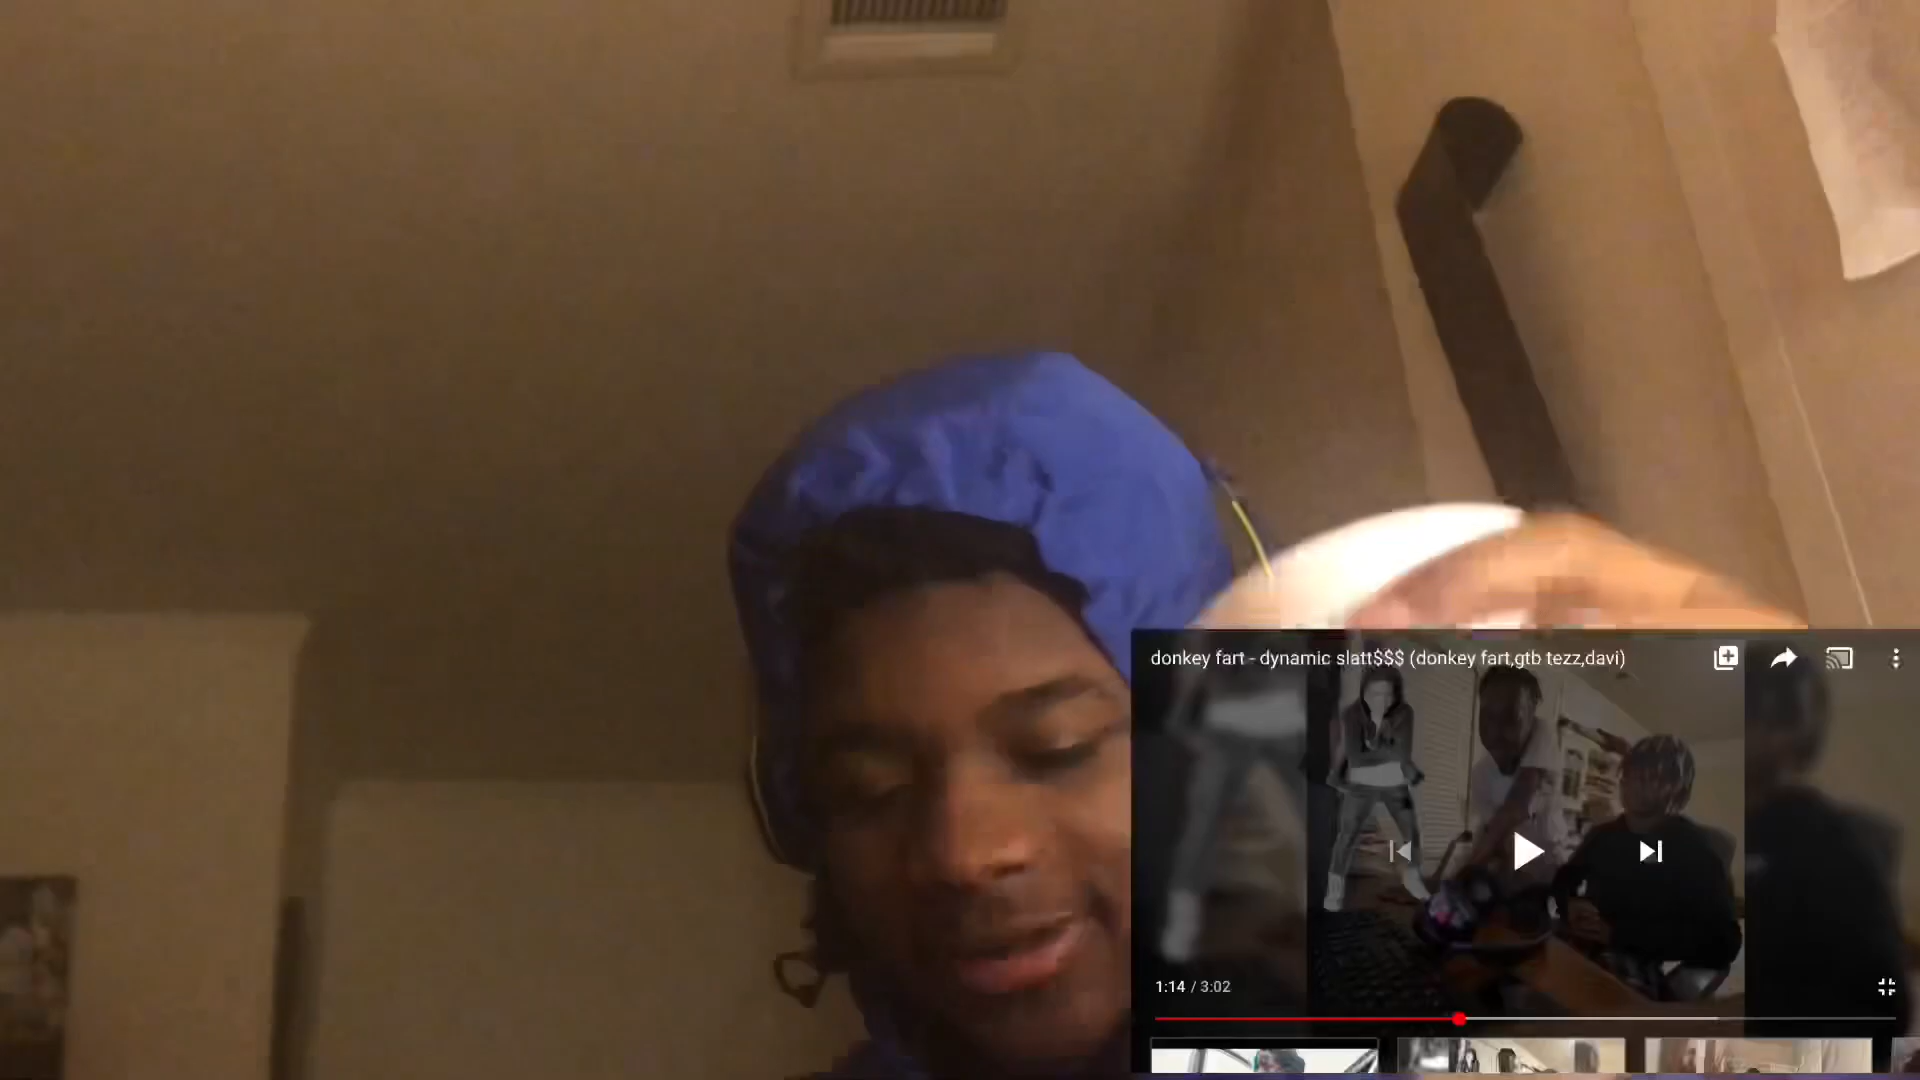 donkey fart - dynamic slatt$$$ (donkey fart,gtb tezz,davi)
1:14 / 3:02